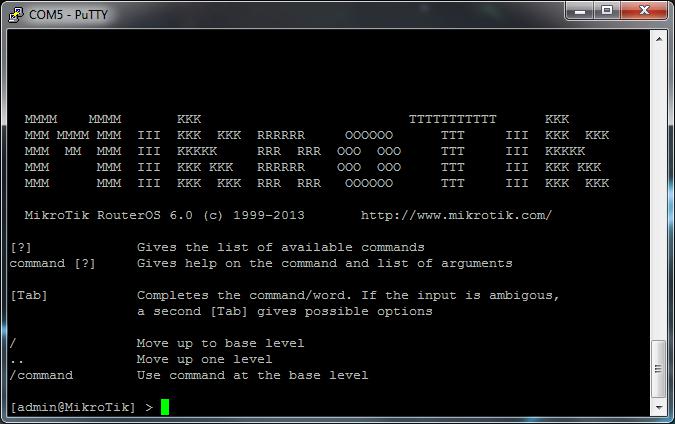 COM5 - PuTTY
  MMMM    MMMM       KKK                          TTTTTTTTTTT      KKK
  MMM MMMM MMM  III  KKK  KKK  RRRRRR     OOOOOO      TTT     III  KKK  KKK
  MMM  MM  MMM  III  KKKKK     RRR  RRR  OOO  OOO     TTT     III  KKKKK
  MMM      MMM  III  KKK KKK   RRRRRR    OOO  OOO     TTT     III  KKK KKK
  MMM      MMM  III  KKK  KKK  RRR  RRR   OOOOOO      TTT     III  KKK  KKK
  MikroTik RouterOS 6.0 (c) 1999-2013       http://www.mikrotik.com/
[?]             Gives the list of available commands
command [?]     Gives help on the command and list of arguments
[Tab]           Completes the command/word. If the input is ambigous,
                a second [Tab] gives possible options
/               Move up to base level
..              Move up one level
/command        Use command at the base level
[admin@MikroTik] >